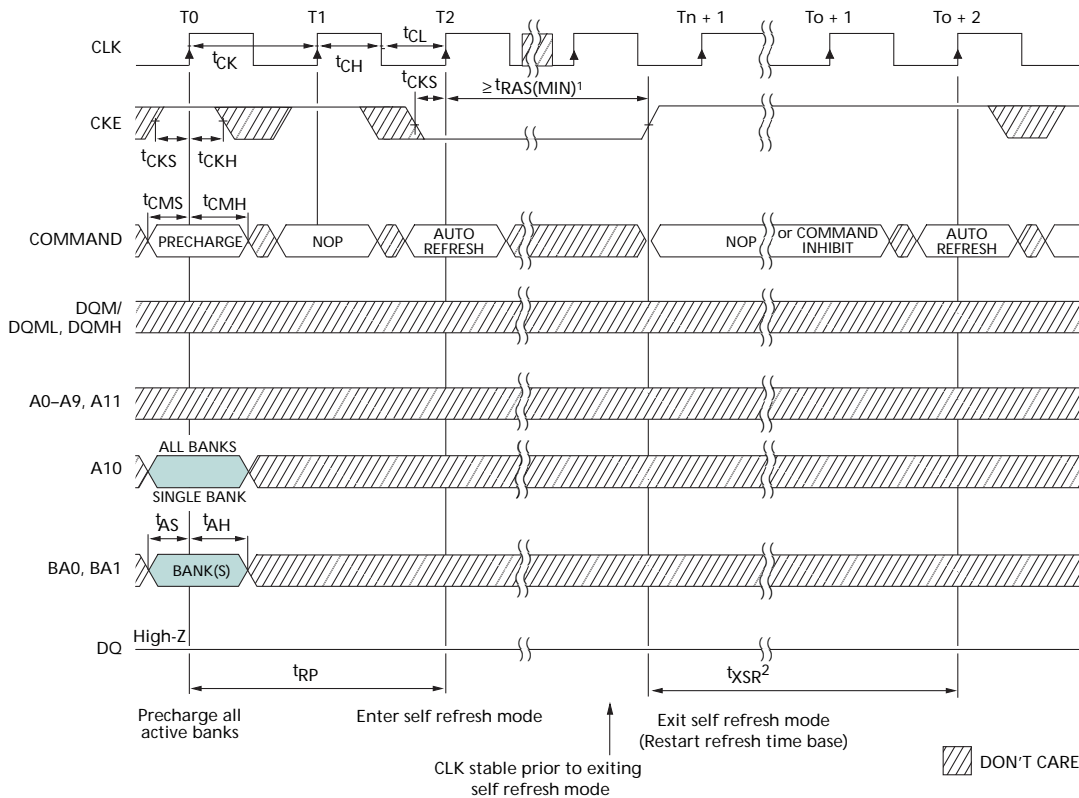 T0 T1 T2 Tn + 1 To + 1 To + 2
CLK
tCK tCH tCL
tCKS ≥ tRAS(MIN)¹
CKE
tCKS tCKH
tCMS tCMH
COMMAND PRECHARGE NOP AUTO REFRESH NOP or COMMAND INHIBIT AUTO REFRESH
DQM/
DQML, DQMH
A0–A9, A11
ALL BANKS
A10
SINGLE BANK
tAS tAH
BA0, BA1 BANK(S)
High-Z
DQ
tRP tXSR²
Precharge all
active banks
Enter self refresh mode
CLK stable prior to exiting
self refresh mode
Exit self refresh mode
(Restart refresh time base)
DON'T CARE